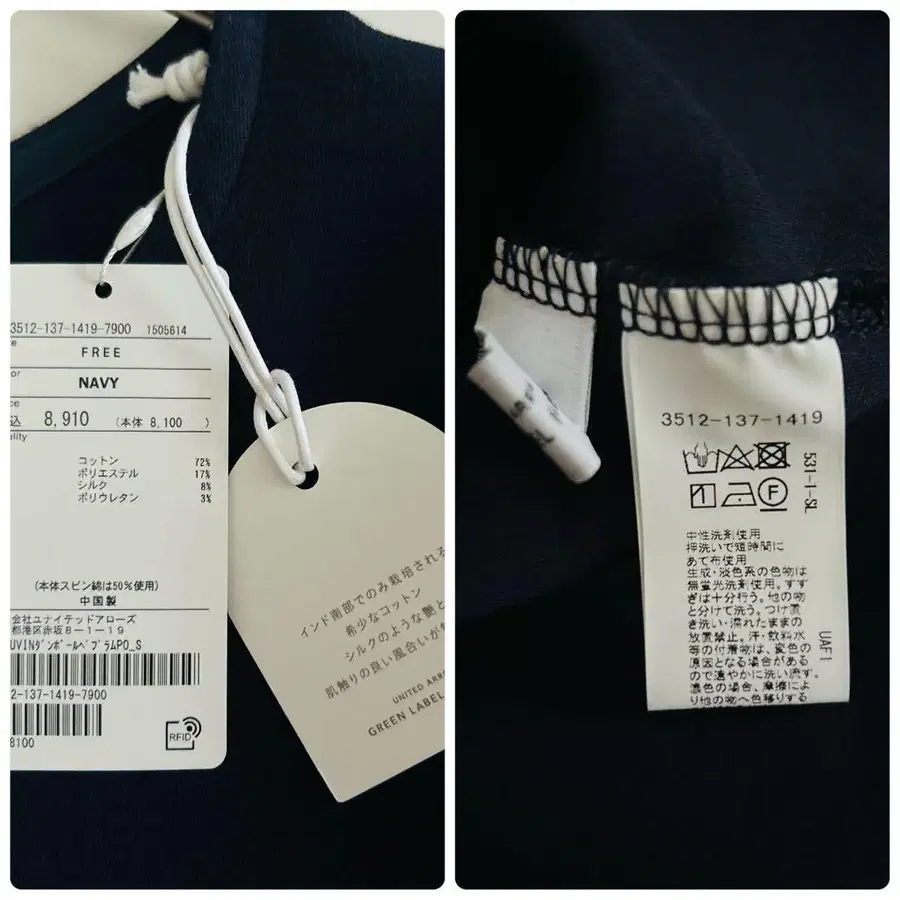 3512-137-1419-7900 1505614
FREE
NAVY
8,910 (本体 8,100 )
コットン 72%
ポリエステル 17%
シルク 8%
ポリウレタン 3%
(本体スピン綿は50%使用)
中国製
会社ユナイテッドアローズ
都港区赤坂8-1-19
UVINダンボールペプラムPO_S
2-137-1419-7900
8100
RFID
インド南部でのみ栽培される
希少なコットン
シルクのような艶と
肌触りの良い風合いが
UNITED ARRO
GREEN LABEL
3512-137-1419
531-1-SL
1
F
中性洗剤使用
押洗いで短時間に
あて布使用
生成・淡色系の色物は
無蛍光洗剤使用。すす
ぎは十分行う。他の物
と分けて洗う。つけ置
き洗い・濡れたままの
放置禁止。汗・飲料水
等の付着物は、変色の
原因となる場合がある
ので速やかに洗い流す。
濃色の場合、摩擦によ
り他の物へ色移りする
UAF1